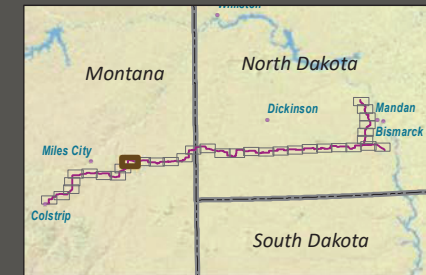 North Dakota
Montana
Dickinson
Mandan
Bismarck
Miles City
Colstrip
South Dakota